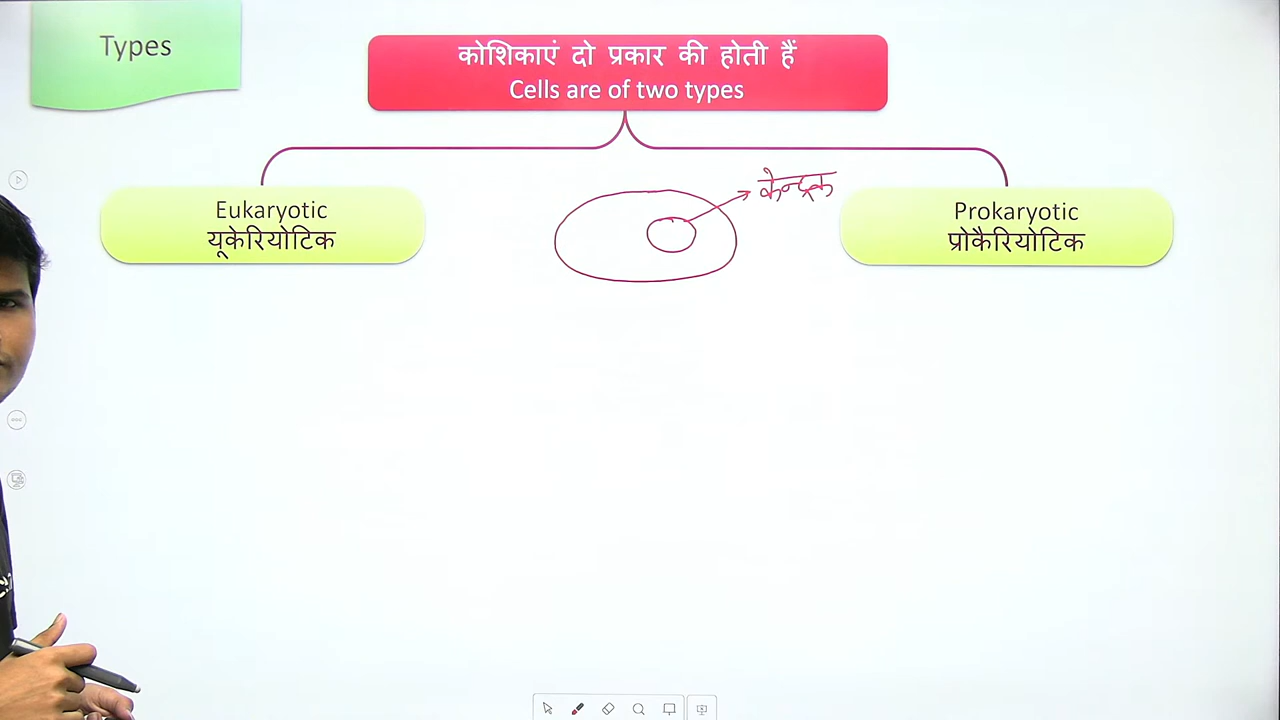 Types
कोशिकाएं दो प्रकार की होती हैं
Cells are of two types
केन्द्रक
Eukaryotic
यूकेरियोटिक
Prokaryotic
प्रोकैरियोटिक